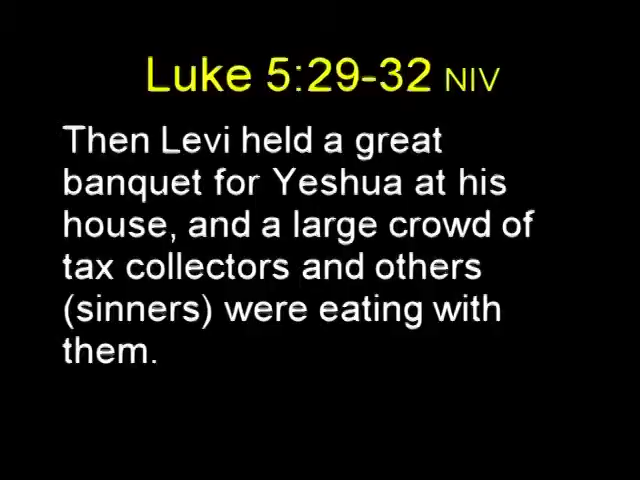 Luke 5:29-32 NIV
Then Levi held a great
banquet for Yeshua at his
house, and a large crowd of
tax collectors and others
(sinners) were eating with
them.